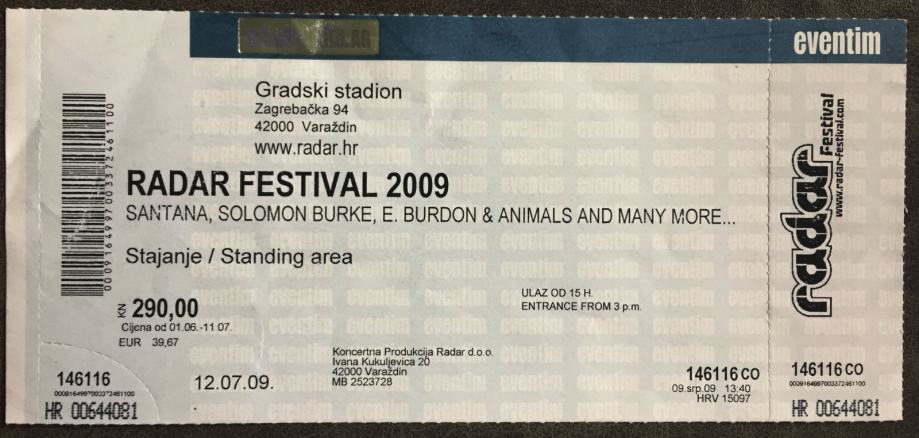 eventim
Gradski stadion
Zagrebačka 94
42000 Varaždin
www.radar.hr
RADAR FESTIVAL 2009
SANTANA, SOLOMON BURKE, E. BURDON & ANIMALS AND MANY MORE...
Stajanje / Standing area
KN 290,00
Cijena od 01.06.-11.07.
EUR 39,67
ULAZ OD 15 H.
ENTRANCE FROM 3 p.m.
Koncertna Produkcija Radar d.o.o.
Ivana Kukuljevica 20
42000 Varaždin
MB 2523728
12.07.09.
146116
0009164997003372461100
HR 00644081
146116 CO
09.srp.09 13:40
HRV 15097
0009164997003372461100
radar Festival
www.radar-festival.com
146116 CO
0009164997003372461100
HR 00644081